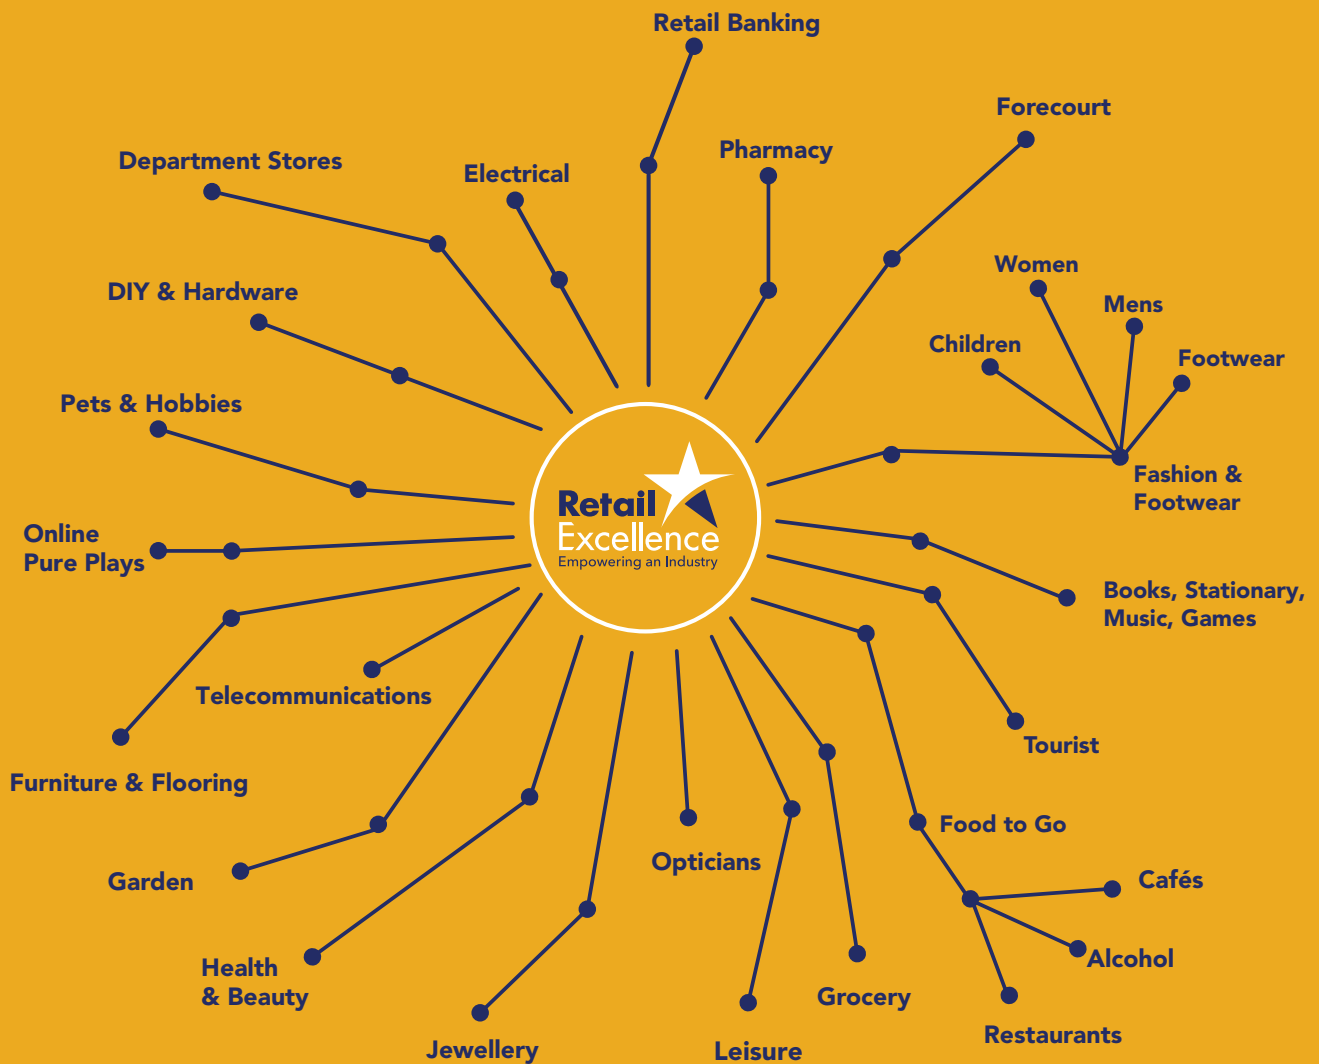 Retail Banking
Forecourt
Pharmacy
Department Stores
Electrical
Women
DIY & Hardware
Mens
Children
Footwear
Pets & Hobbies
Fashion &
Footwear
Retail
Excellence
Empowering an Industry
Online
Pure Plays
Books, Stationary,
Music, Games
Telecommunications
Tourist
Furniture & Flooring
Food to Go
Opticians
Garden
Cafés
Alcohol
Health
& Beauty
Grocery
Restaurants
Jewellery
Leisure